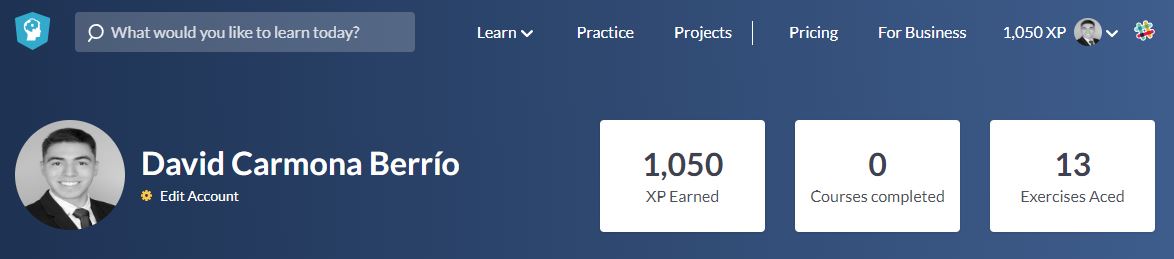 What would you like to learn today?
Learn Practice Projects Pricing For Business 1,050 XP
David Carmona Berrío
Edit Account
1,050
XP Earned
0
Courses completed
13
Exercises Aced